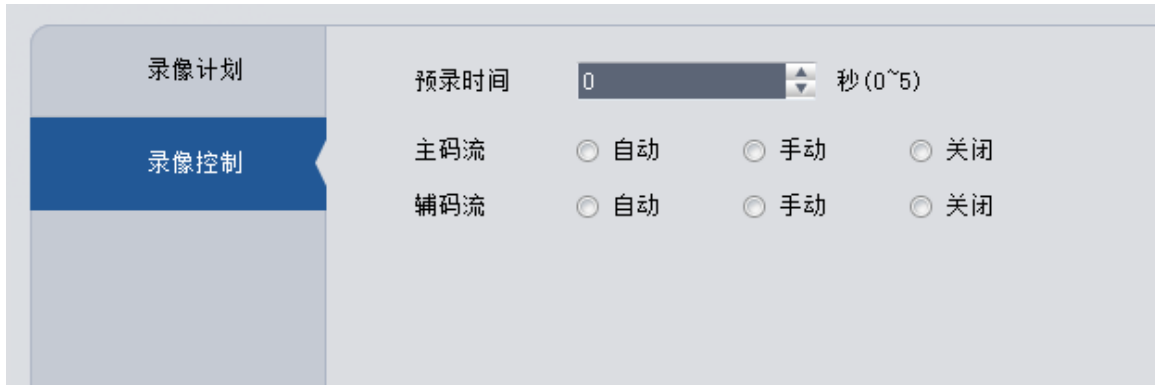 录像计划
录像控制
预录时间 0 秒(0~5)
主码流 自动 手动 关闭
辅码流 自动 手动 关闭